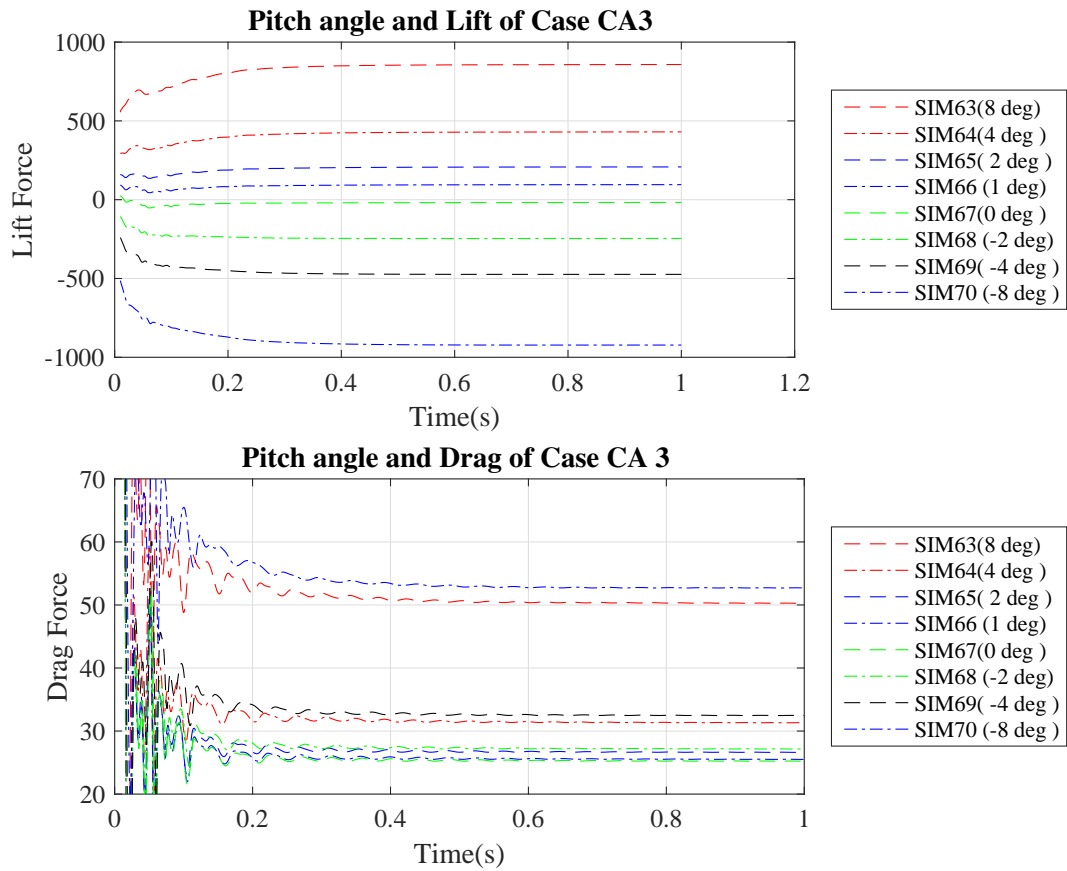 Pitch angle and Lift of Case CA3
1000
500
0
-500
-1000
Lift Force
0
0.2
0.4
0.6
0.8
1
1.2
Time(s)
SIM63(8 deg)
SIM64(4 deg )
SIM65( 2 deg )
SIM66 (1 deg)
SIM67(0 deg )
SIM68 (-2 deg)
SIM69( -4 deg )
SIM70 (-8 deg )
Pitch angle and Drag of Case CA 3
70
60
50
40
30
20
Drag Force
0
0.2
0.4
0.6
0.8
1
Time(s)
SIM63(8 deg)
SIM64(4 deg )
SIM65( 2 deg )
SIM66 (1 deg)
SIM67(0 deg )
SIM68 (-2 deg)
SIM69( -4 deg )
SIM70 (-8 deg )